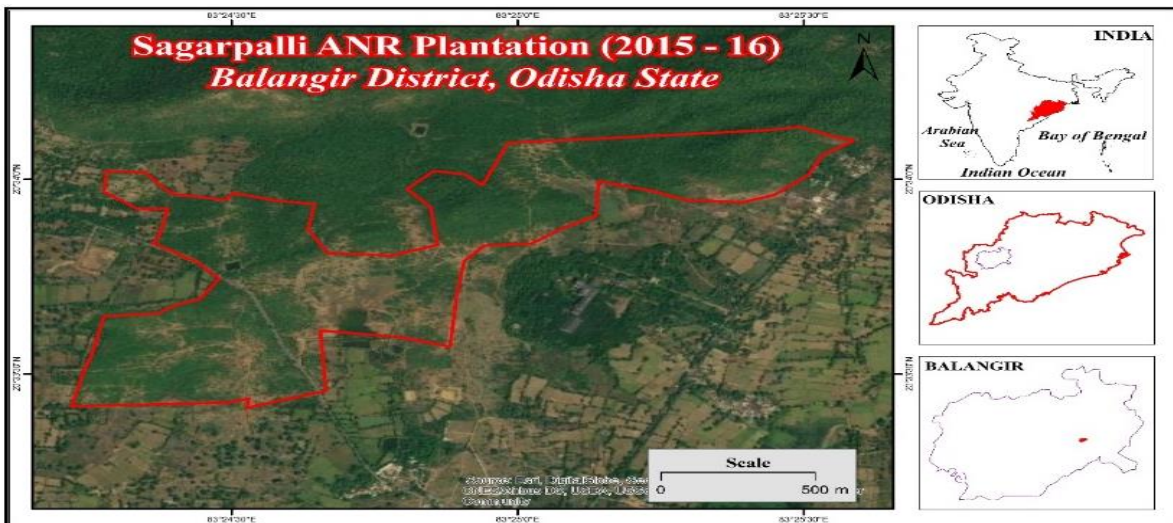 83°24'30"E 83°25'0"E 83°25'30"E
Sagarpalli ANR Plantation (2015 - 16)
Balangir District, Odisha State
N
Scale
0 500 m
Community
83°24'30"E 83°25'0"E 83°25'30"E
INDIA
Arabian
Sea
Bay of Bengal
Indian Ocean
ODISHA
BALANGIR